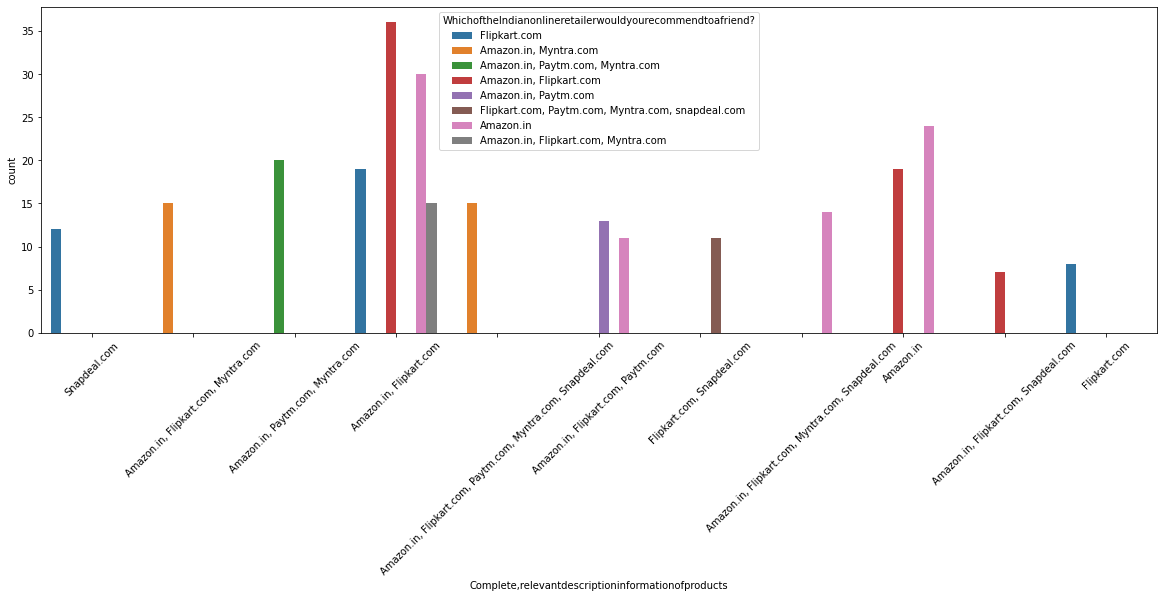 WhichoftheIndianonlineretailerwouldyourecommendtoafriend?
Flipkart.com
Amazon.in, Myntra.com
Amazon.in, Paytm.com, Myntra.com
Amazon.in, Flipkart.com
Amazon.in, Paytm.com
Flipkart.com, Paytm.com, Myntra.com, snapdeal.com
Amazon.in
Amazon.in, Flipkart.com, Myntra.com
35
30
25
20
15
10
5
0
count
Snapdeal.com
Amazon.in, Flipkart.com, Myntra.com
Amazon.in, Paytm.com, Myntra.com
Amazon.in, Flipkart.com
Amazon.in, Flipkart.com, Paytm.com, Myntra.com, Snapdeal.com
Amazon.in, Flipkart.com, Paytm.com
Flipkart.com, Snapdeal.com
Amazon.in, Flipkart.com, Myntra.com, Snapdeal.com
Amazon.in
Amazon.in, Flipkart.com, Snapdeal.com
Flipkart.com
Complete,relevantdescriptioninformationofproducts